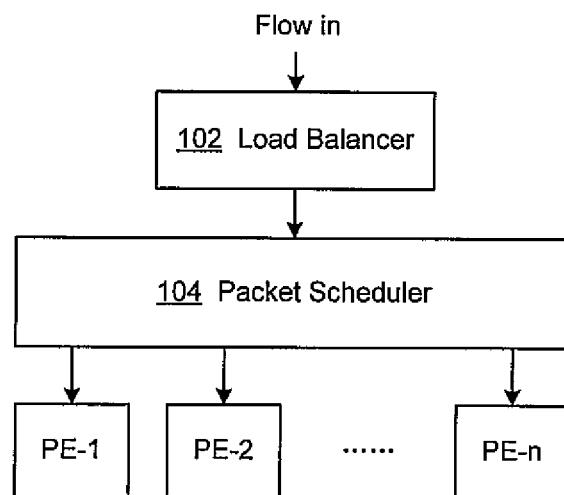 Flow in
102 Load Balancer
104 Packet Scheduler
PE-1 PE-2 ...... PE-n